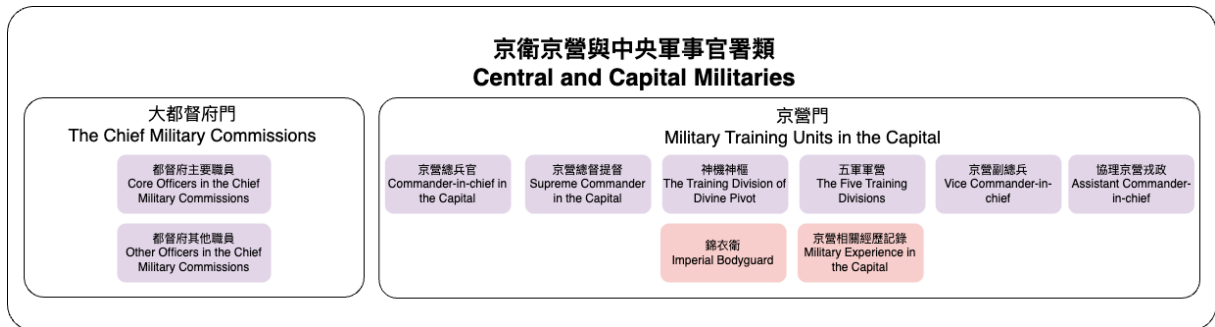 京衛京營與中央軍事官署類
Central and Capital Militaries
大都督府門
The Chief Military Commissions
都督府主要職員
Core Officers in the Chief
Military Commissions
都督府其他職員
Other Officers in the Chief
Military Commissions
京營門
Military Training Units in the Capital
京營總兵官
Commander-in-chief in
the Capital
京營總督提督
Supreme Commander
in the Capital
神機神樞
The Training Division of
Divine Pivot
五軍軍營
The Five Training
Divisions
京營副總兵
Vice Commander-in-
chief
協理京營戎政
Assistant Commander-
in-chief
錦衣衛
Imperial Bodyguard
京營相關經歷記錄
Military Experience in
the Capital